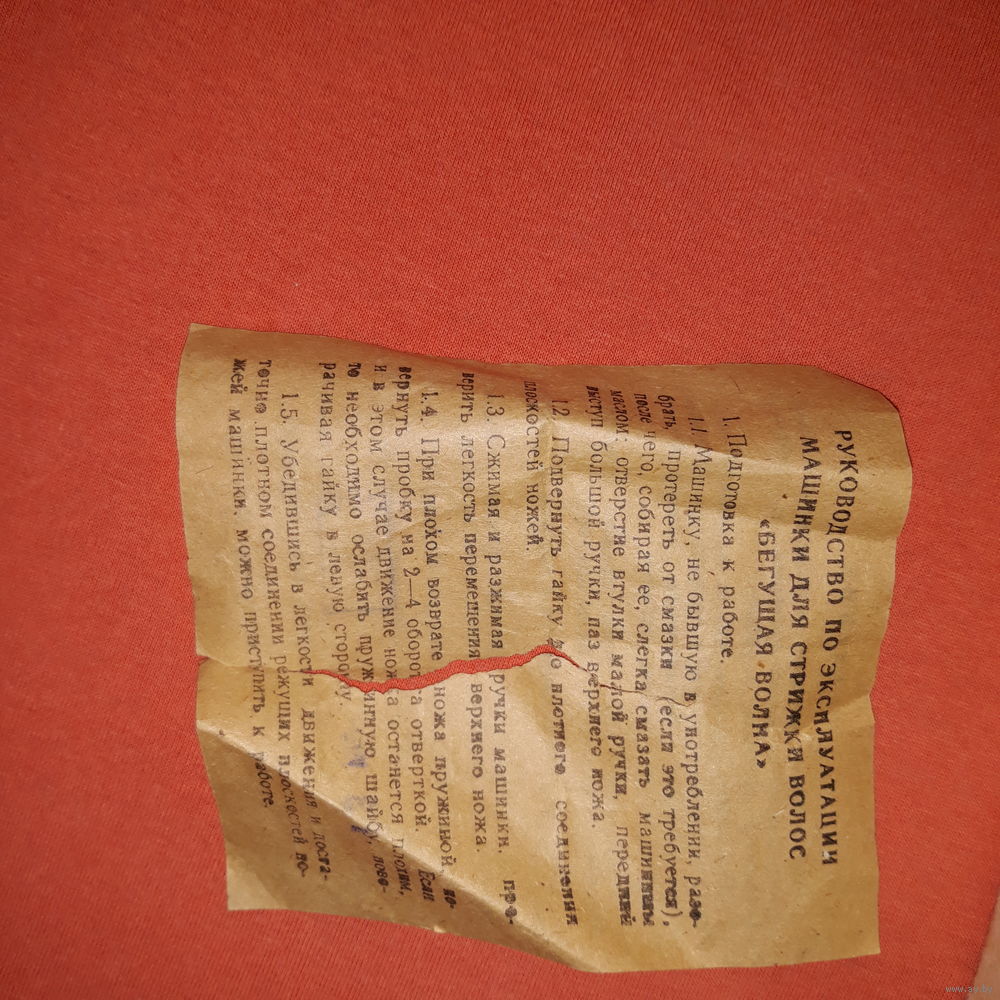 РУКОВОДСТВО ПО ЭКСПЛУАТАЦИИ
МАШИНКИ ДЛЯ СТРИЖКИ ВОЛОС
«БЕГУЩАЯ ВОЛНА»
1. Подготовка к работе.
1.1. Машинку, не бывшую в употреблении, разо-
брать, протереть от смазки (если это требуется),
после чего, собирая ее, слегка смазать машинным
маслом: отверстие втулки малой ручки, передний
выступ большой ручки, паз верхнего ножа.
1.2. Подвернуть гайку до плотного соединения
плоскостей ножей.
1.3. Сжимая и разжимая ручки машинки, про-
верить легкость перемещения верхнего ножа.
1.4. При плохом возврате ножа пружиной по-
вернуть пробку на 2—4 оборота отверткой. Если
и в этом случае движение ножа останется плохим,
то необходимо ослабить пружинную шайбу, пово-
рачивая гайку в левую сторону.
1.5. Убедившись в легкости движения и доста-
точно плотном соединении режущих плоскостей но-
жей машинки, можно приступить к работе.
www.ay.by